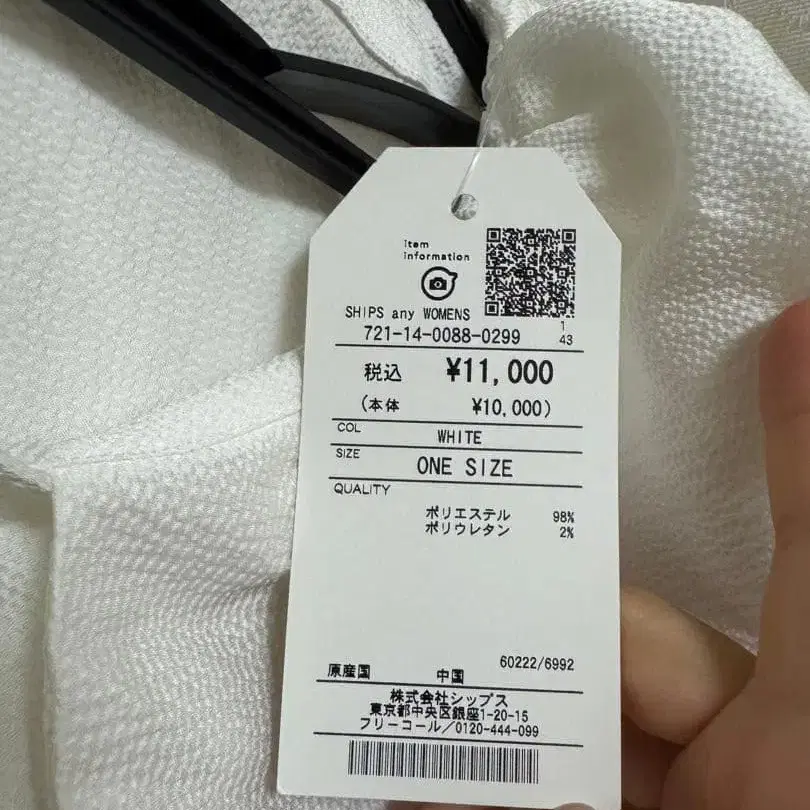 Item
Information
SHIPS any WOMENS
721-14-0088-0299
1
43
税込 ¥11,000
(本体 ¥10,000)
COL WHITE
SIZE ONE SIZE
QUALITY
ポリエステル 98%
ポリウレタン 2%
60222/6992
原産国 中国
株式会社シップス
東京都中央区銀座1-20-15
フリーコール/0120-444-099